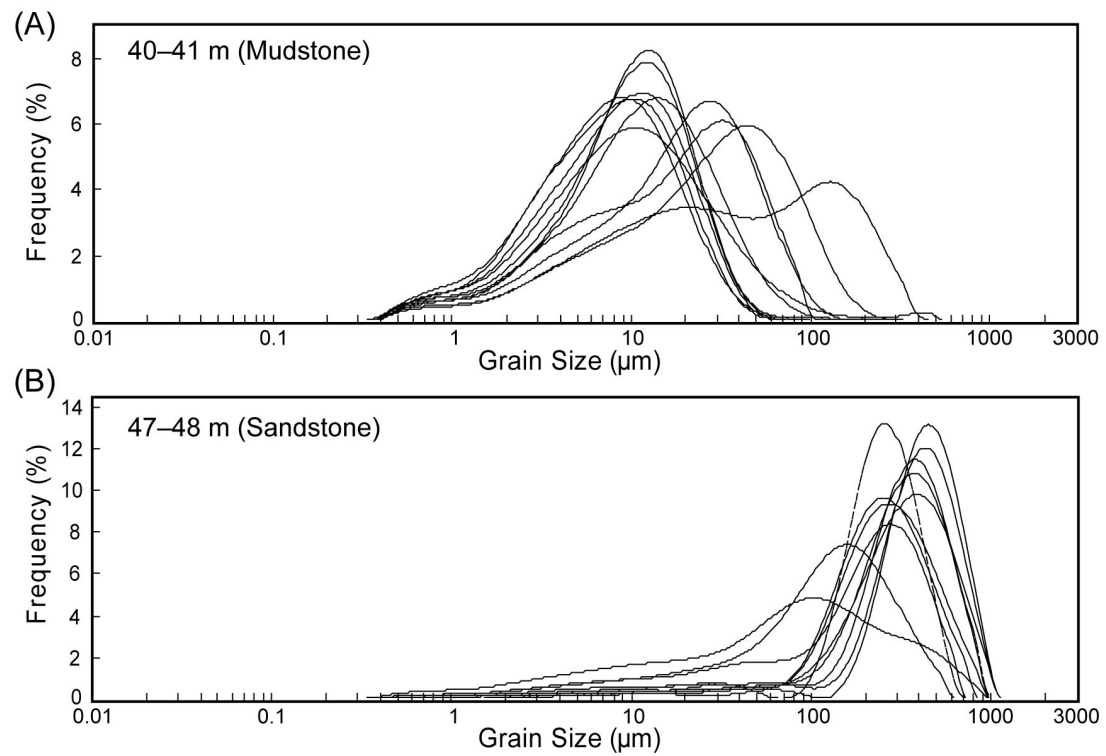 (A)
40–41 m (Mudstone)
Frequency (%)
8
6
4
2
0
0.01 0.1 1 10 100 1000 3000
Grain Size (µm)
(B)
47–48 m (Sandstone)
Frequency (%)
14
12
10
8
6
4
2
0
0.01 0.1 1 10 100 1000 3000
Grain Size (µm)